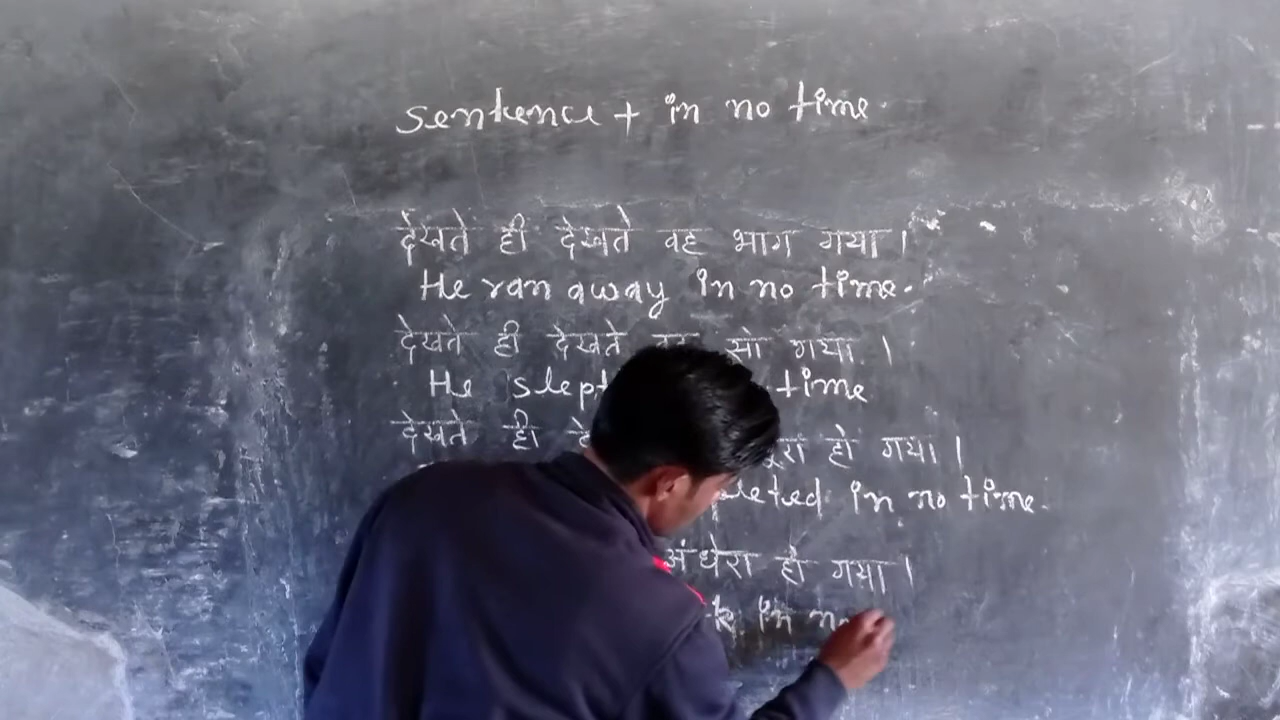 sentence + in no time.
देखते ही देखते वह भाग गया।
He ran away in no time.
देखते ही देखते सो गया।
He slept time
देखते ही हो गया।
in no time.
अंधेरा हो गया।
in